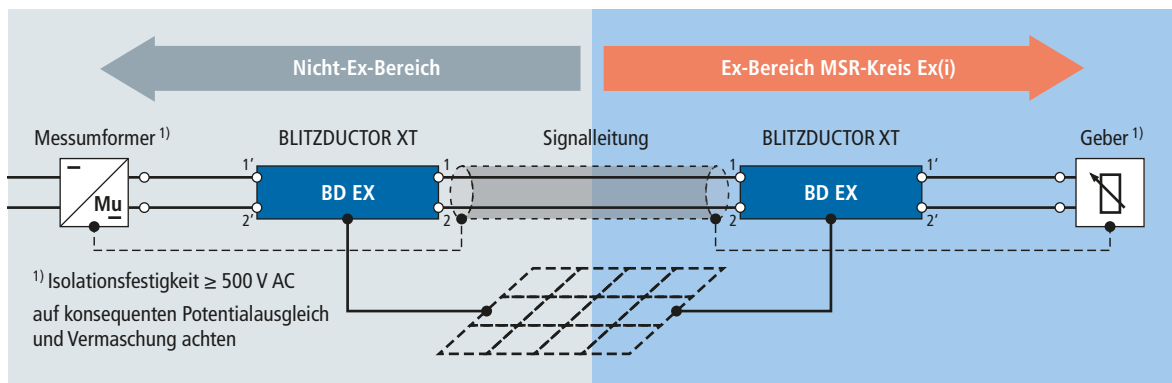 Nicht-Ex-Bereich
Ex-Bereich MSR-Kreis Ex(i)
Messumformer 1)
BLITZDUCTOR XT
Signalleitung
BLITZDUCTOR XT
Geber 1)
1'
1
1
1'
Mu
BD EX
BD EX
2'
2
2
2'
1) Isolationsfestigkeit ≥ 500 V AC
auf konsequenten Potentialausgleich
und Vermaschung achten